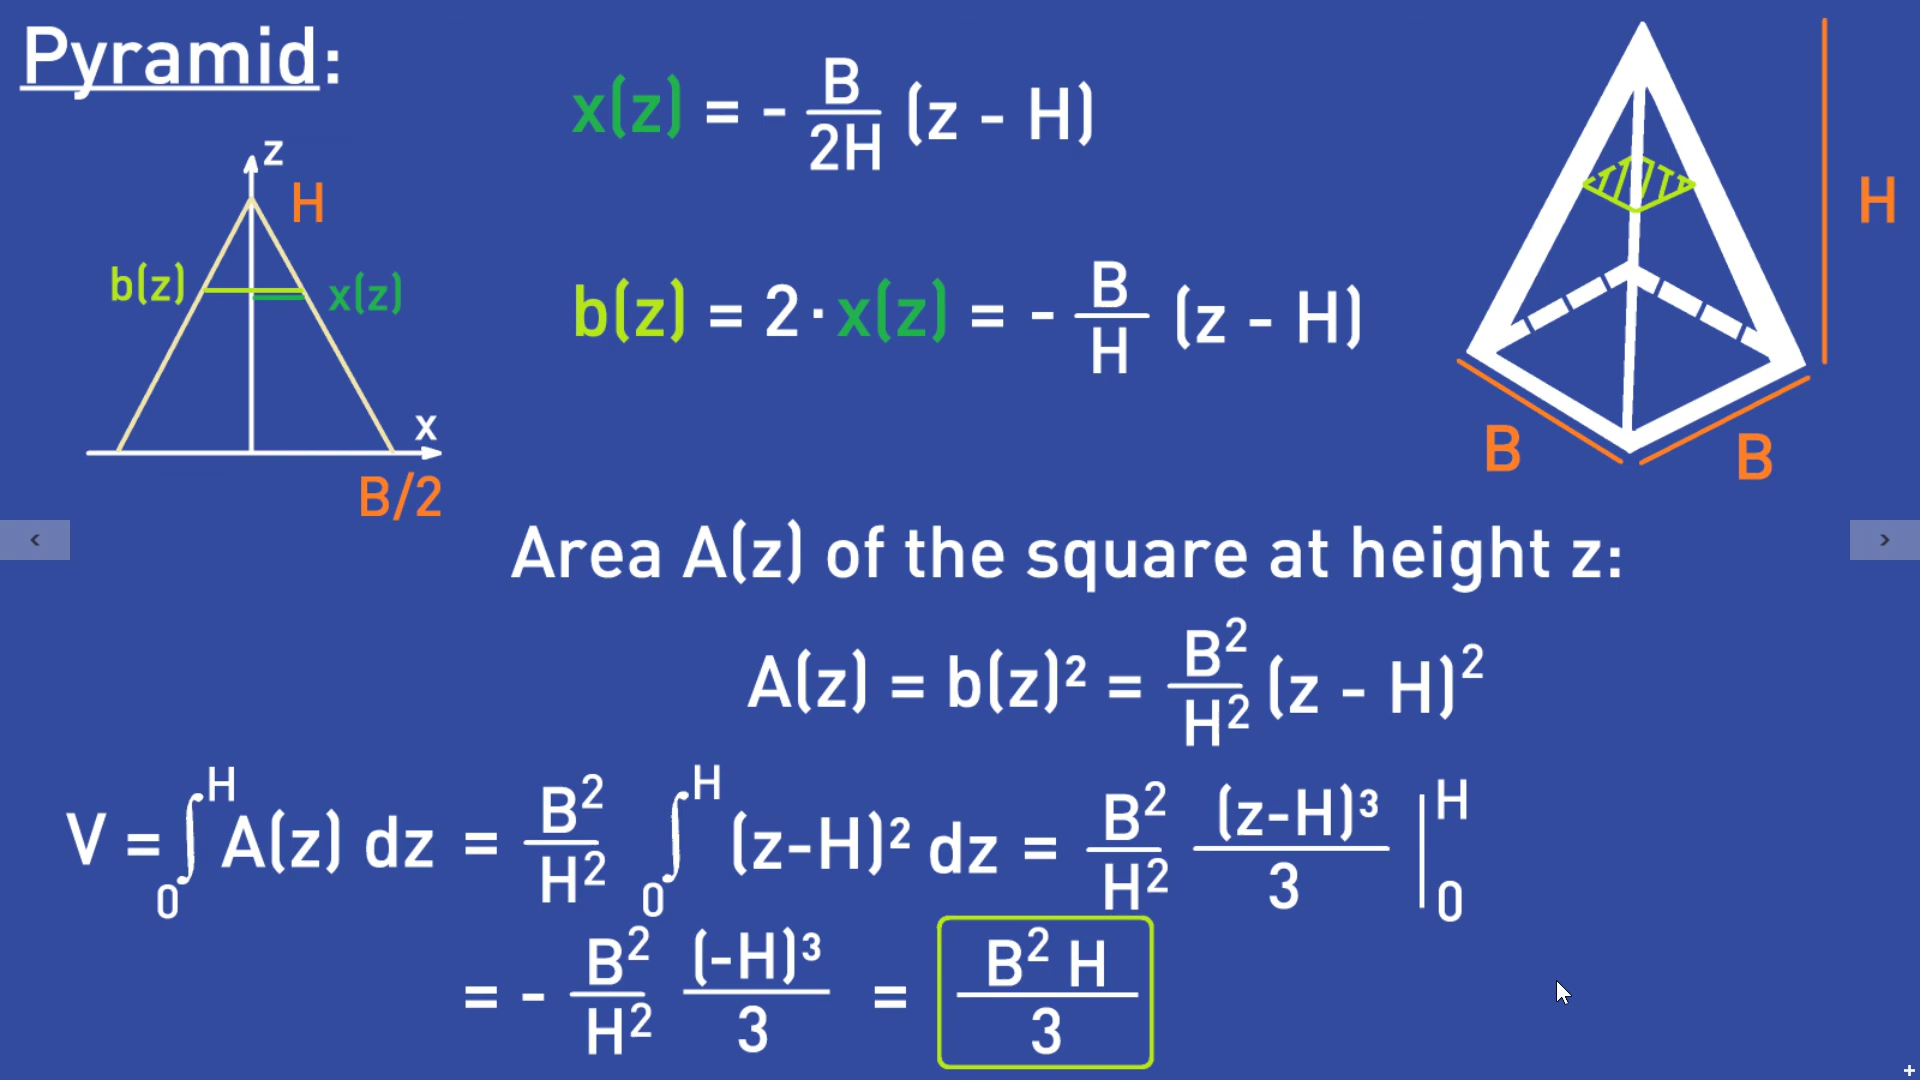 Pyramid:
x(z) = - B/2H (z - H)
z
H
b(z)
x(z)
x
B/2
b(z) = 2·x(z) = - B/H (z - H)
H
B
B
<
>
Area A(z) of the square at height z:
A(z) = b(z)² = B²/H² (z - H)²
V = ∫₀ᴴ A(z) dz = B²/H² ∫₀ᴴ (z-H)² dz = B²/H² (z-H)³/3 |₀ᴴ
= - B²/H² (-H)³/3 = B² H/3
+